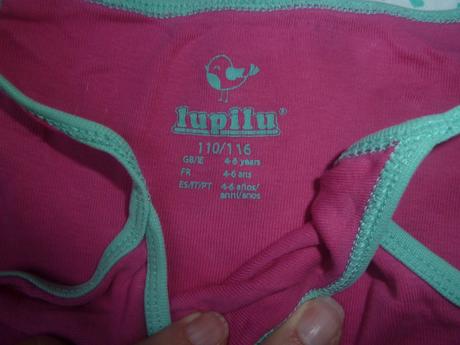 lupilu®
110/116
GB/IE 4-6 years
FR 4-6 ans
ES/IT/PT 4-6 años/
anni/anos